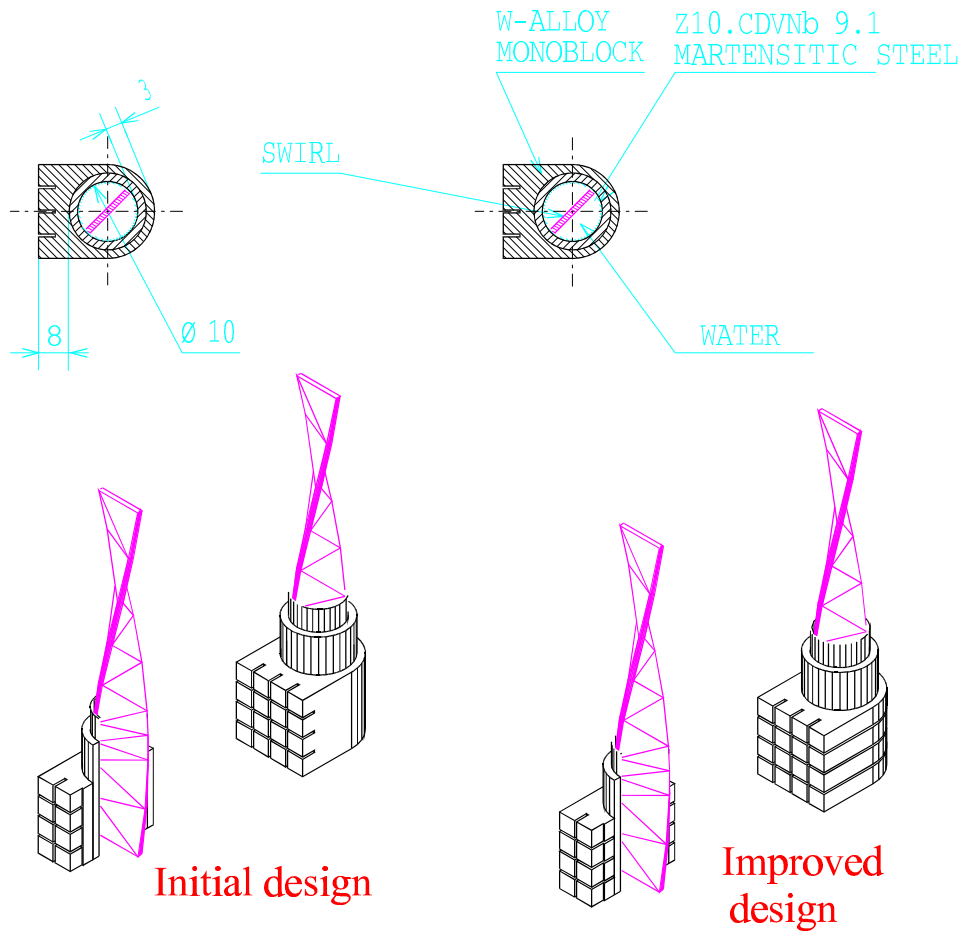 W-ALLOY
MONOBLOCK
Z10.CDVNb 9.1
MARTENSITIC STEEL
3
SWIRL
8
Ø 10
WATER
Initial design
Improved
design